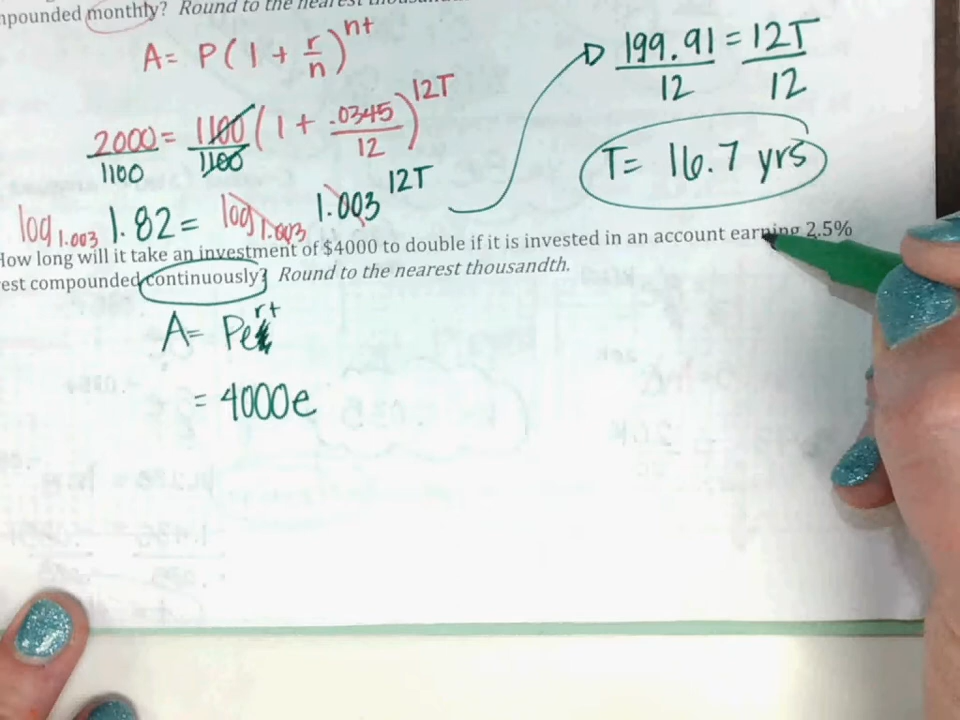 compounded monthly? Round to the nearest
A = P(1 + r/n)^nt
2000/1100 = 1100/1100 (1 + .0345/12)^12T
log1.003 1.82 = log1.003 1.003^12T
199.91/12 = 12T/12
T = 16.7 yrs
How long will it take an investment of $4000 to double if it is invested in an account earning 2.5%
rest compounded continuously? Round to the nearest thousandth.
A = Pe^rt
= 4000e